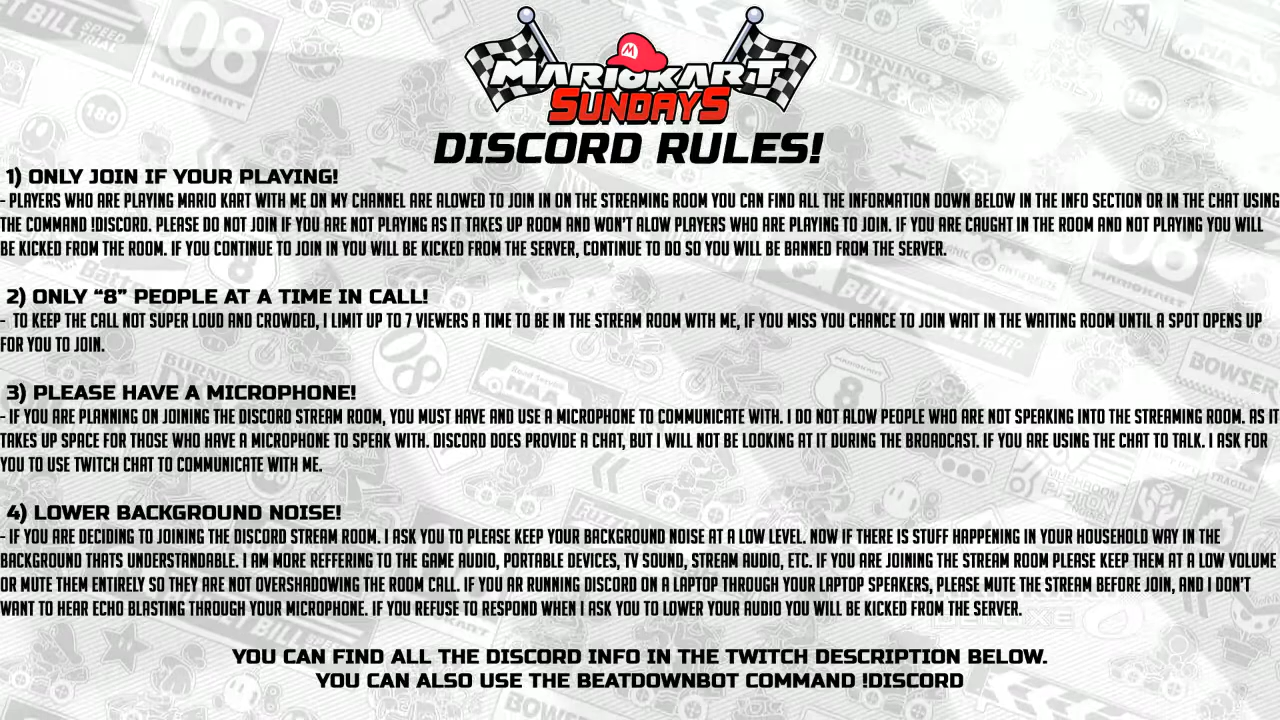 MARIOKART
SUNDAYS
DISCORD RULES!
1) ONLY JOIN IF YOUR PLAYING!
- PLAYERS WHO ARE PLAYING MARIO KART WITH ME ON MY CHANNEL ARE ALOWED TO JOIN IN ON THE STREAMING ROOM YOU CAN FIND ALL THE INFORMATION DOWN BELOW IN THE INFO SECTION OR IN THE CHAT USING
THE COMMAND !DISCORD. PLEASE DO NOT JOIN IF YOU ARE NOT PLAYING AS IT TAKES UP ROOM AND WON'T ALOW PLAYERS WHO ARE PLAYING TO JOIN. IF YOU ARE CAUGHT IN THE ROOM AND NOT PLAYING YOU WILL
BE KICKED FROM THE ROOM. IF YOU CONTINUE TO JOIN IN YOU WILL BE KICKED FROM THE SERVER, CONTINUE TO DO SO YOU WILL BE BANNED FROM THE SERVER.
2) ONLY “8” PEOPLE AT A TIME IN CALL!
- TO KEEP THE CALL NOT SUPER LOUD AND CROWDED, I LIMIT UP TO 7 VIEWERS A TIME TO BE IN THE STREAM ROOM WITH ME, IF YOU MISS YOU CHANCE TO JOIN WAIT IN THE WAITING ROOM UNTIL A SPOT OPENS UP
FOR YOU TO JOIN.
3) PLEASE HAVE A MICROPHONE!
- IF YOU ARE PLANNING ON JOINING THE DISCORD STREAM ROOM, YOU MUST HAVE AND USE A MICROPHONE TO COMMUNICATE WITH. I DO NOT ALOW PEOPLE WHO ARE NOT SPEAKING INTO THE STREAMING ROOM. AS IT
TAKES UP SPACE FOR THOSE WHO HAVE A MICROPHONE TO SPEAK WITH. DISCORD DOES PROVIDE A CHAT, BUT I WILL NOT BE LOOKING AT IT DURING THE BROADCAST. IF YOU ARE USING THE CHAT TO TALK. I ASK FOR
YOU TO USE TWITCH CHAT TO COMMUNICATE WITH ME.
4) LOWER BACKGROUND NOISE!
- IF YOU ARE DECIDING TO JOINING THE DISCORD STREAM ROOM. I ASK YOU TO PLEASE KEEP YOUR BACKGROUND NOISE AT A LOW LEVEL. NOW IF THERE IS STUFF HAPPENING IN YOUR HOUSEHOLD WAY IN THE
BACKGROUND THATS UNDERSTANDABLE. I AM MORE REFFERING TO THE GAME AUDIO, PORTABLE DEVICES, TV SOUND, STREAM AUDIO, ETC. IF YOU ARE JOINING THE STREAM ROOM PLEASE KEEP THEM AT A LOW VOLUME
OR MUTE THEM ENTIRELY SO THEY ARE NOT OVERSHADOWING THE ROOM CALL. IF YOU AR RUNNING DISCORD ON A LAPTOP THROUGH YOUR LAPTOP SPEAKERS, PLEASE MUTE THE STREAM BEFORE JOIN, AND I DON'T
WANT TO HEAR ECHO BLASTING THROUGH YOUR MICROPHONE. IF YOU REFUSE TO RESPOND WHEN I ASK YOU TO LOWER YOUR AUDIO YOU WILL BE KICKED FROM THE SERVER.
YOU CAN FIND ALL THE DISCORD INFO IN THE TWITCH DESCRIPTION BELOW.
YOU CAN ALSO USE THE BEATDOWNBOT COMMAND !DISCORD